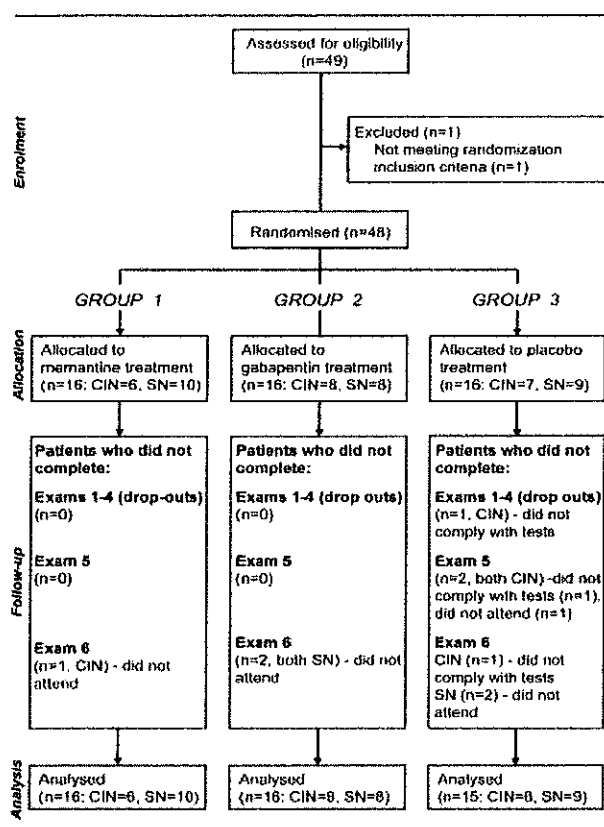 Assessed for eligibility
(n=49)
Enrolment
Excluded (n=1)
Not meeting randomization
inclusion criteria (n=1)
Randomised (n=48)
GROUP 1
GROUP 2
GROUP 3
Allocation
Allocated to
memantine treatment
(n=16: CIN=6, SN=10)
Allocated to
gabapentin treatment
(n=16: CIN=8, SN=8)
Allocated to placebo
treatment
(n=16: CIN=7, SN=9)
Follow-up
Patients who did not
complete:
Exams 1-4 (drop-outs)
(n=0)
Exam 5
(n=0)
Exam 6
(n=1, CIN) - did not
attend
Patients who did not
complete:
Exams 1-4 (drop outs)
(n=0)
Exam 5
(n=0)
Exam 6
(n=2, both SN) - did not
attend
Patients who did not
complete:
Exams 1-4 (drop outs)
(n=1, CIN) - did not
comply with tests
Exam 5
(n=2, both CIN) -did not
comply with tests (n=1),
did not attend (n=1)
Exam 6
CIN (n=1) - did not
comply with tests
SN (n=2) - did not
attend
Analysis
Analysed
(n=16: CIN=6, SN=10)
Analysed
(n=16: CIN=8, SN=8)
Analysed
(n=15: CIN=6, SN=9)